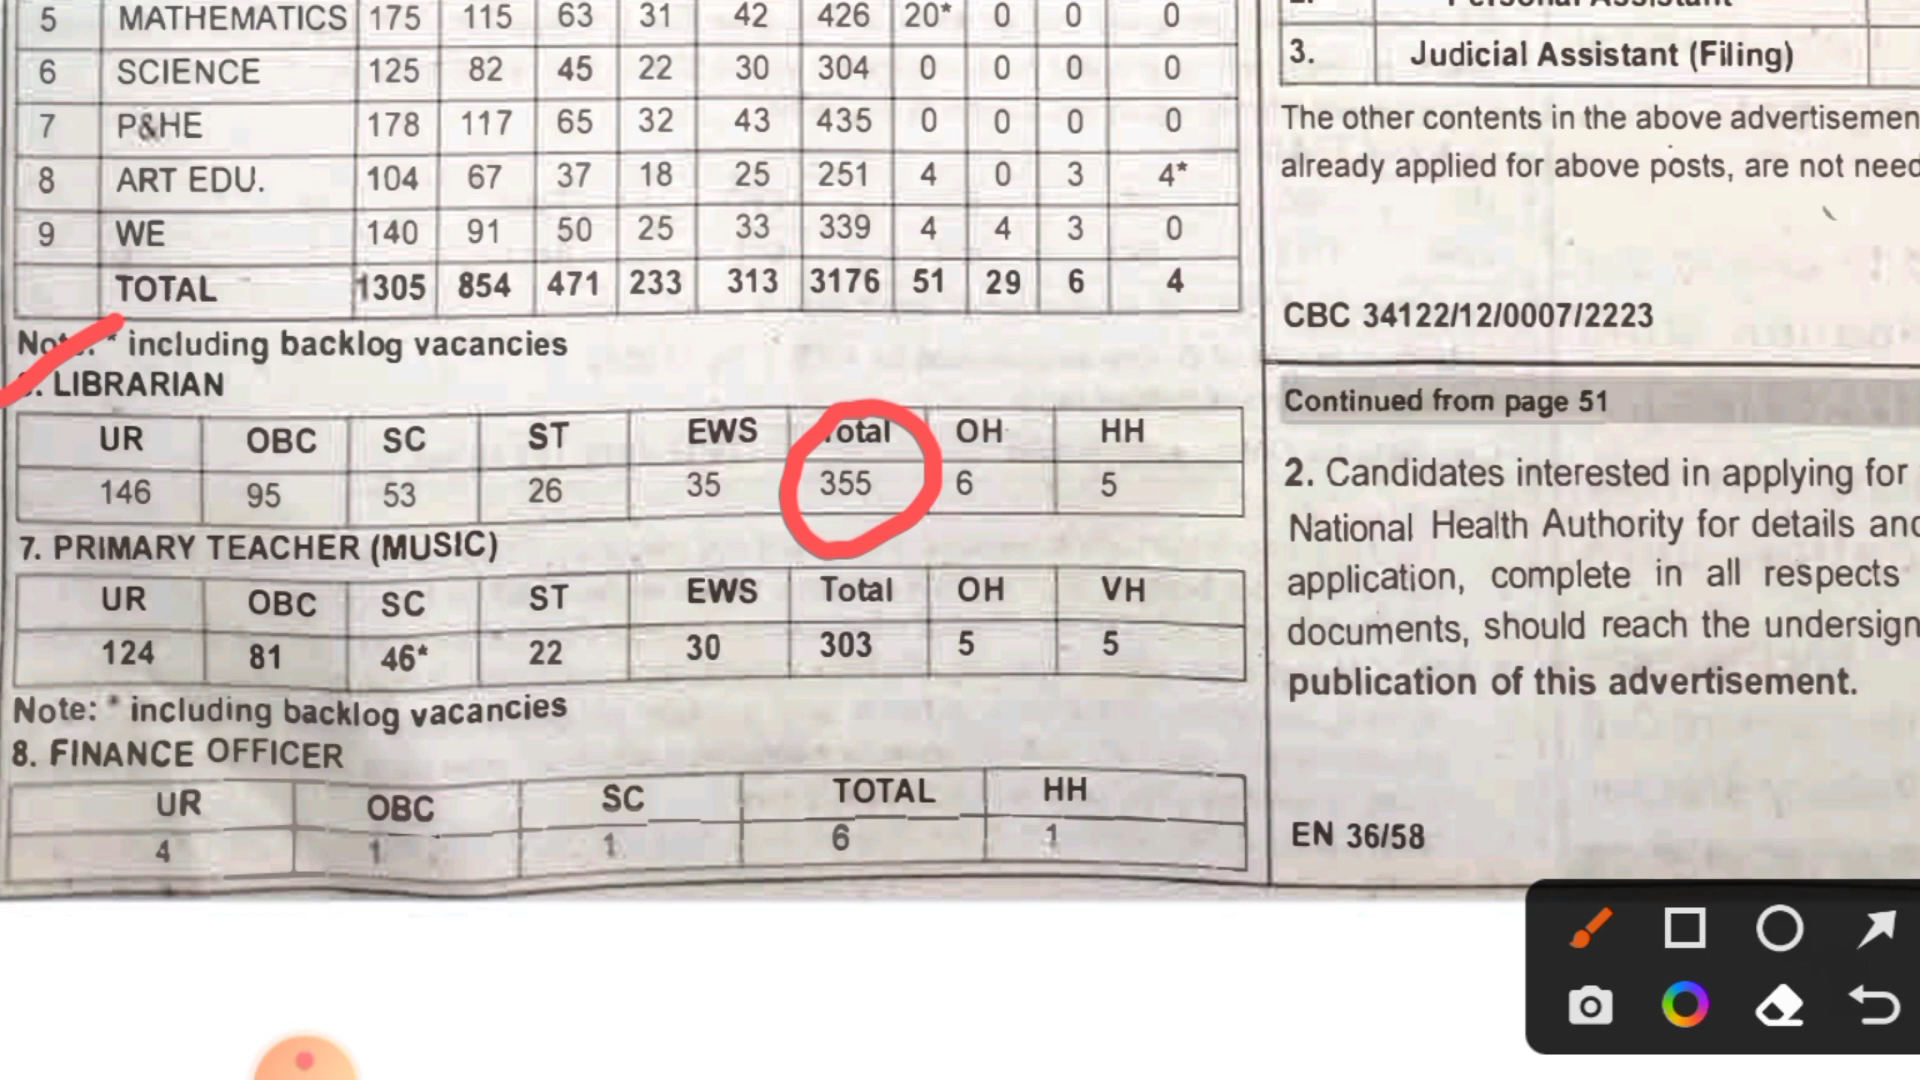 5 MATHEMATICS 175 115 63 31 42 426 20* 0 0 0
6 SCIENCE 125 82 45 22 30 304 0 0 0 0
7 P&HE 178 117 65 32 43 435 0 0 0 0
8 ART EDU. 104 67 37 18 25 251 4 0 3 4*
9 WE 140 91 50 25 33 339 4 4 3 0
TOTAL 1305 854 471 233 313 3176 51 29 6 4
Note: * including backlog vacancies
LIBRARIAN
UR OBC SC ST EWS Total OH HH
146 95 53 26 35 355 6 5
7. PRIMARY TEACHER (MUSIC)
UR OBC SC ST EWS Total OH VH
124 81 46* 22 30 303 5 5
Note: * including backlog vacancies
8. FINANCE OFFICER
UR OBC SC TOTAL HH
4 1 1 6 1
Personal Assistant
3. Judicial Assistant (Filing)
The other contents in the above advertisemen
already applied for above posts, are not need
CBC 34122/12/0007/2223
Continued from page 51
2. Candidates interested in applying for
National Health Authority for details and
application, complete in all respects
documents, should reach the undersign
publication of this advertisement.
EN 36/58